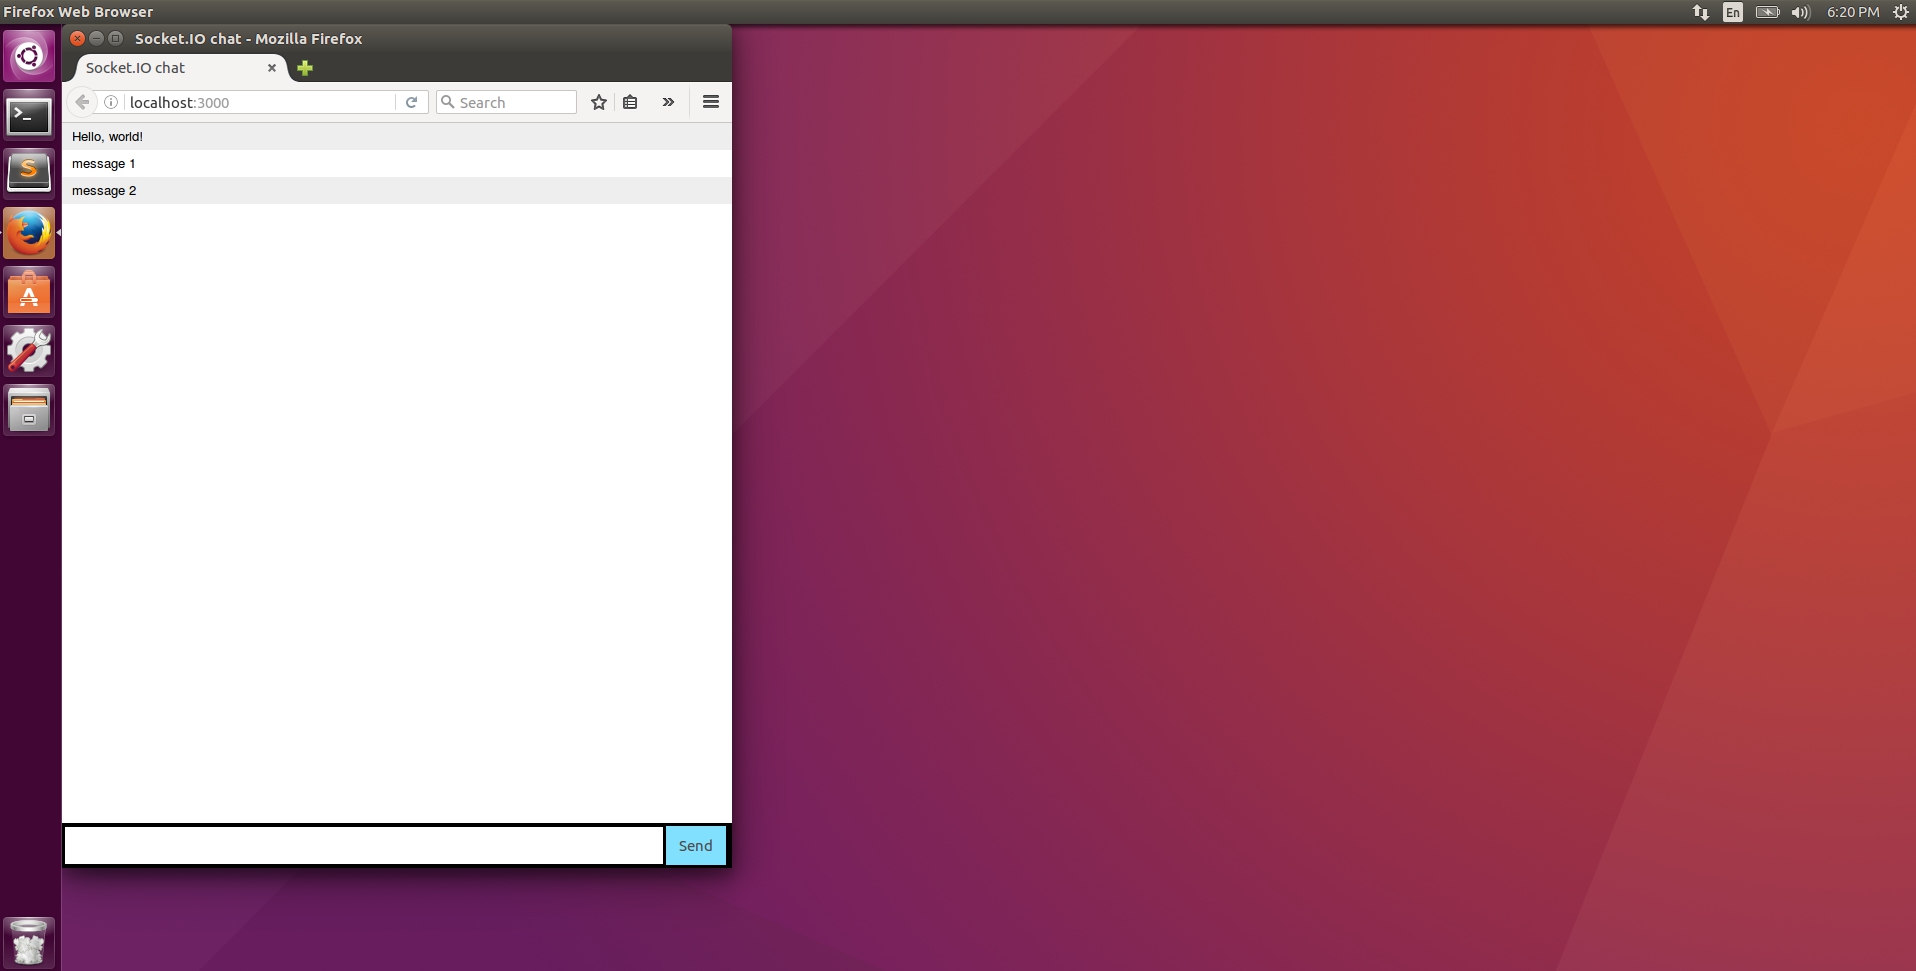 Firefox Web Browser
En
6:20 PM
Socket.IO chat - Mozilla Firefox
Socket.IO chat
localhost:3000
Search
Hello, world!
message 1
message 2
Send